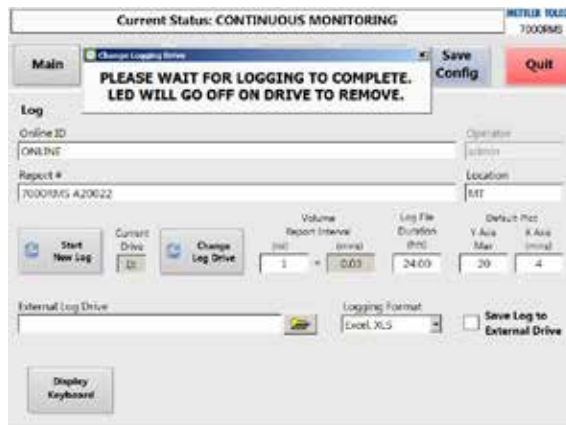 Current Status: CONTINUOUS MONITORING
METTLER TOLEDO
7000RMS
Main
Change Logging Drive
PLEASE WAIT FOR LOGGING TO COMPLETE.
LED WILL GO OFF ON DRIVE TO REMOVE.
Save
Config
Quit
Log
Online ID
Operator
ONLINE
admin
Report #
Location
7000RMS A20022
MT
Start
New Log
Current
Drive
D:
Change
Log Drive
Volume
Report Interval
(ml)
(mins)
1
=
0.03
Log File
Duration
(hrs)
24.00
Default Plot
Y Axis
Max
X Axis
(mins)
20
4
External Log Drive
Logging Format
Excel .XLS
Save Log to
External Drive
Display
Keyboard